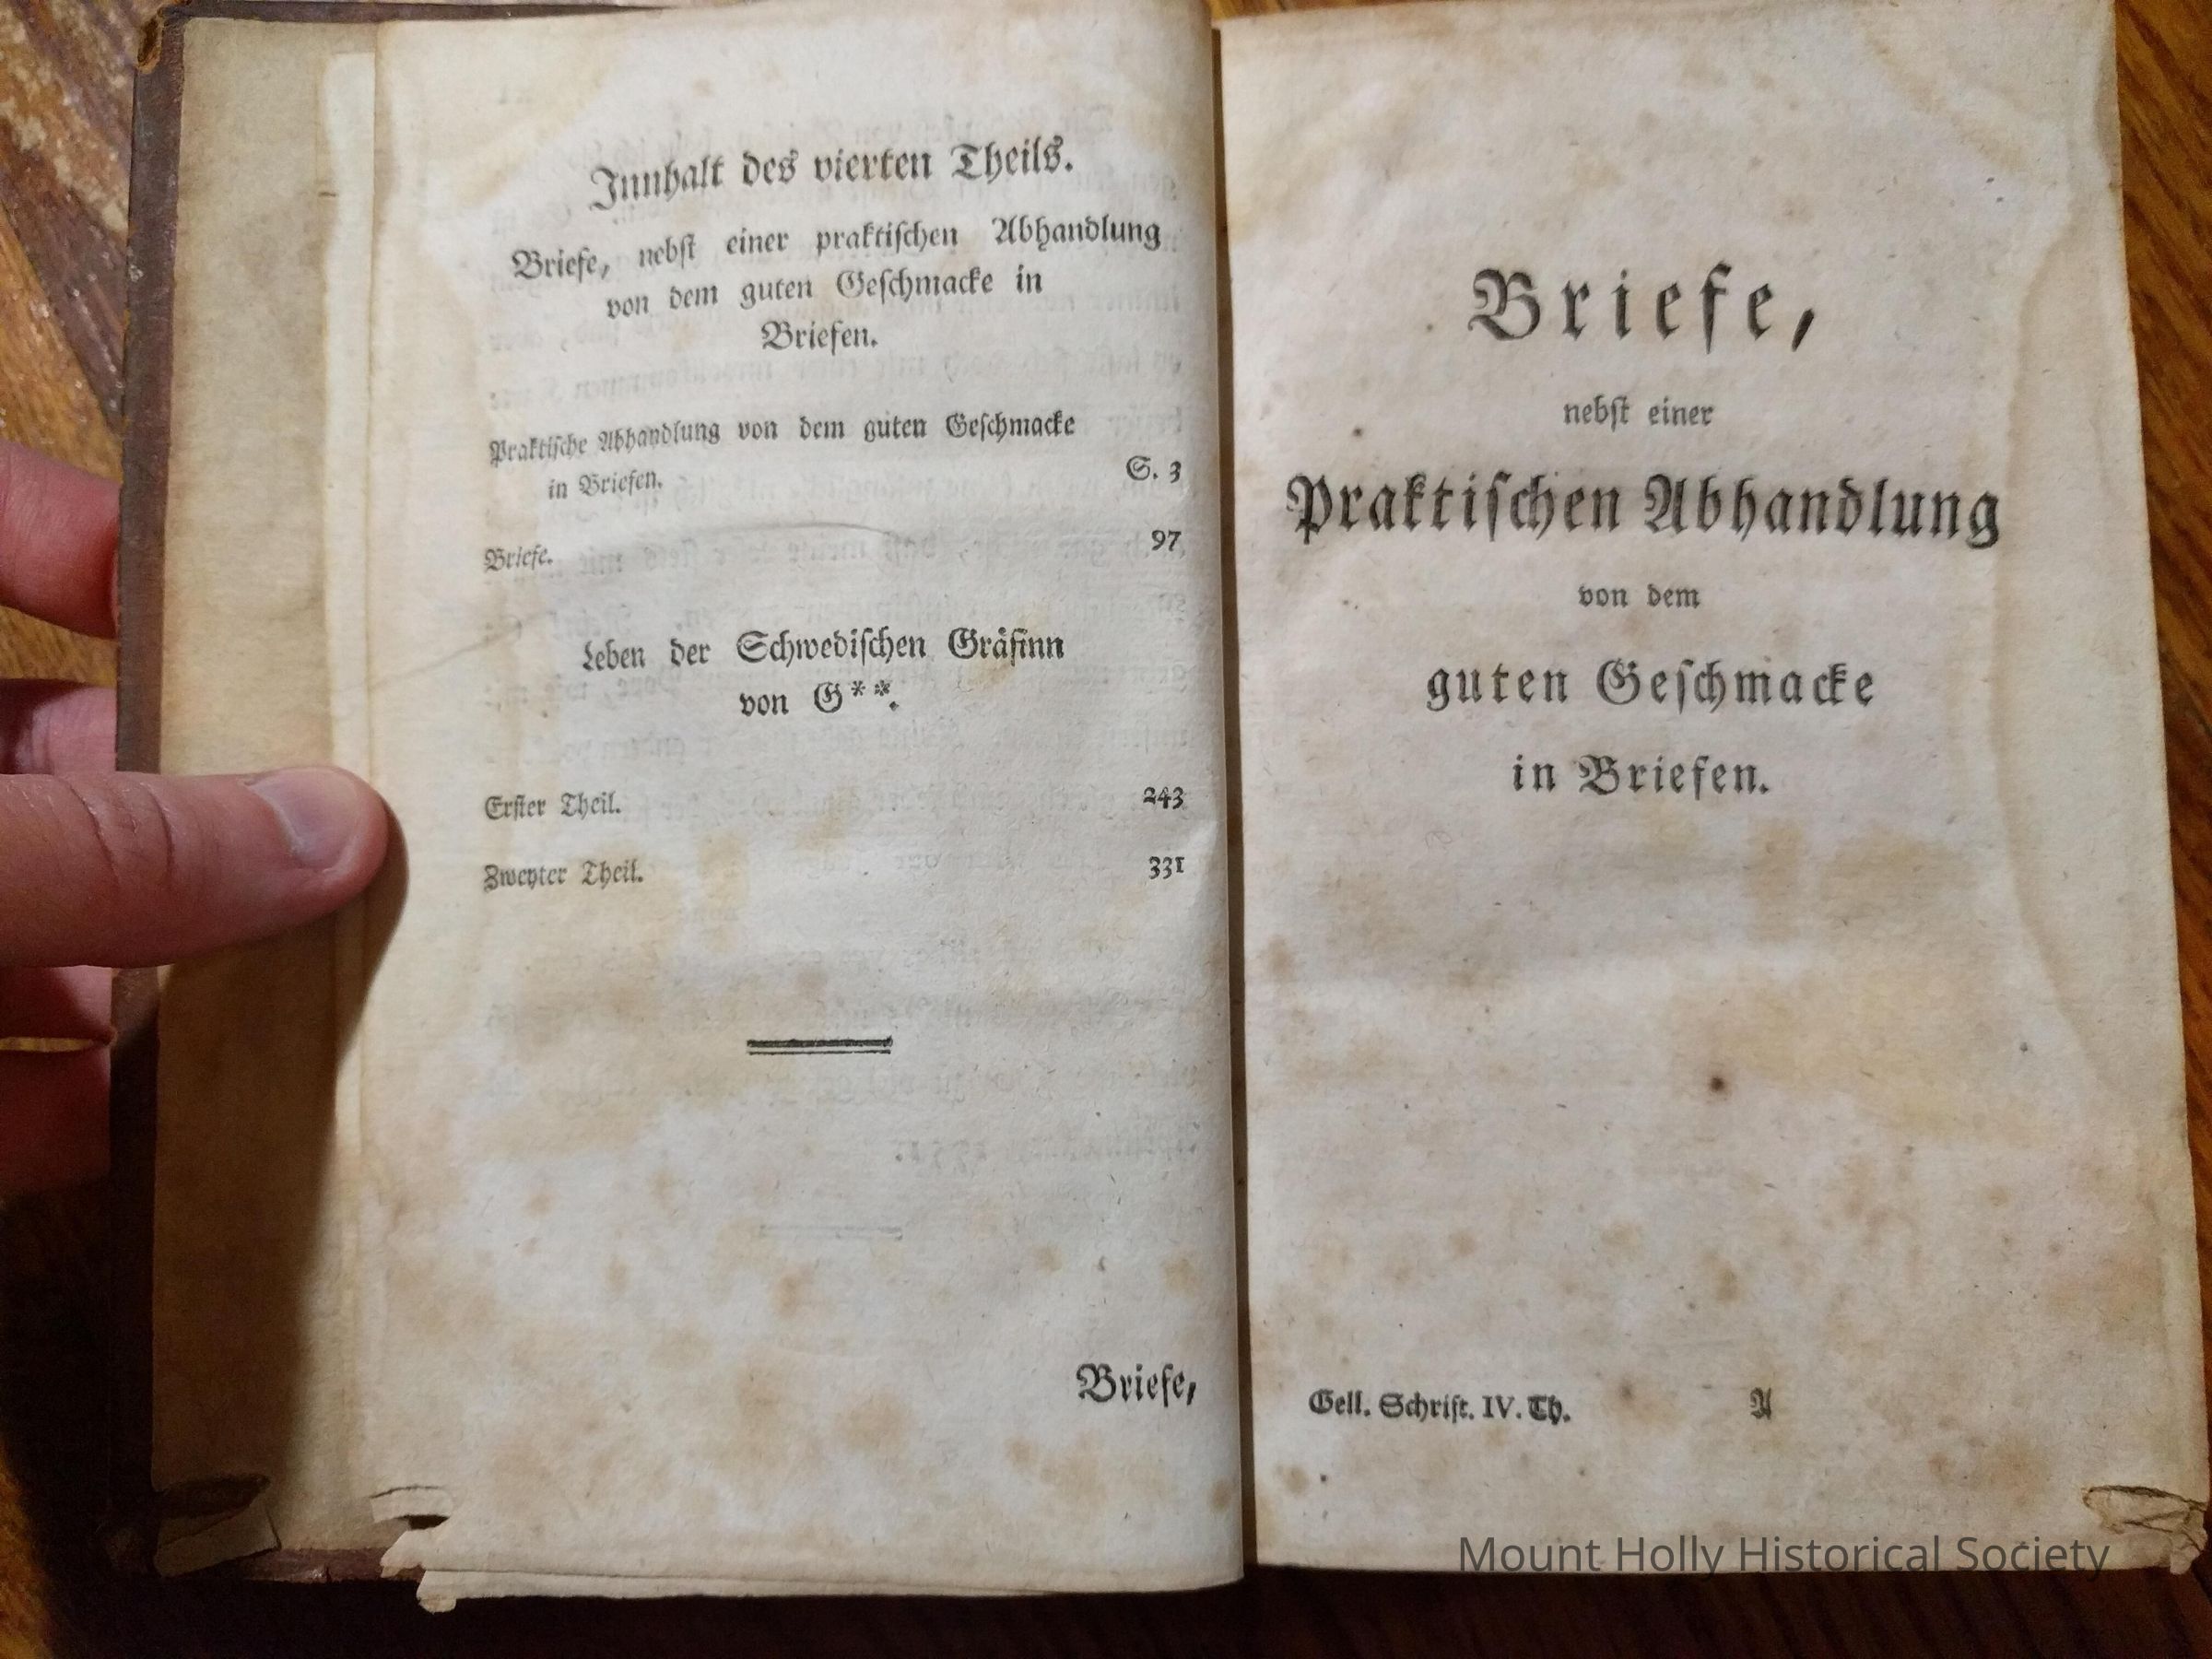 Innhalt des vierten Theils.
Briefe, nebst einer praktischen Abhandlung
von dem guten Geschmacke in
Briefen.
Praktische Abhandlung von dem guten Geschmacke
in Briefen. S. 3
Briefe. 97
Leben der Schwedischen Gräfinn
von G**.
Erster Theil. 243
Zweyter Theil. 331
Briefe,
Briefe,
nebst einer
Praktischen Abhandlung
von dem
guten Geschmacke
in Briefen.
Gell. Schrift. IV. Th. A
Mount Holly Historical Society